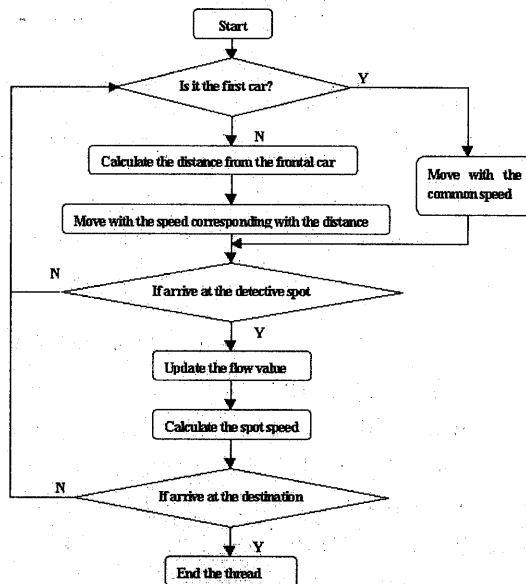 Start
Is it the first car?
Y
N
Calculate the distance from the frontal car
Move with the
common speed
Move with the speed corresponding with the distance
N
If arrive at the detective spot
Y
Update the flow value
Calculate the spot speed
N
If arrive at the destination
Y
End the thread